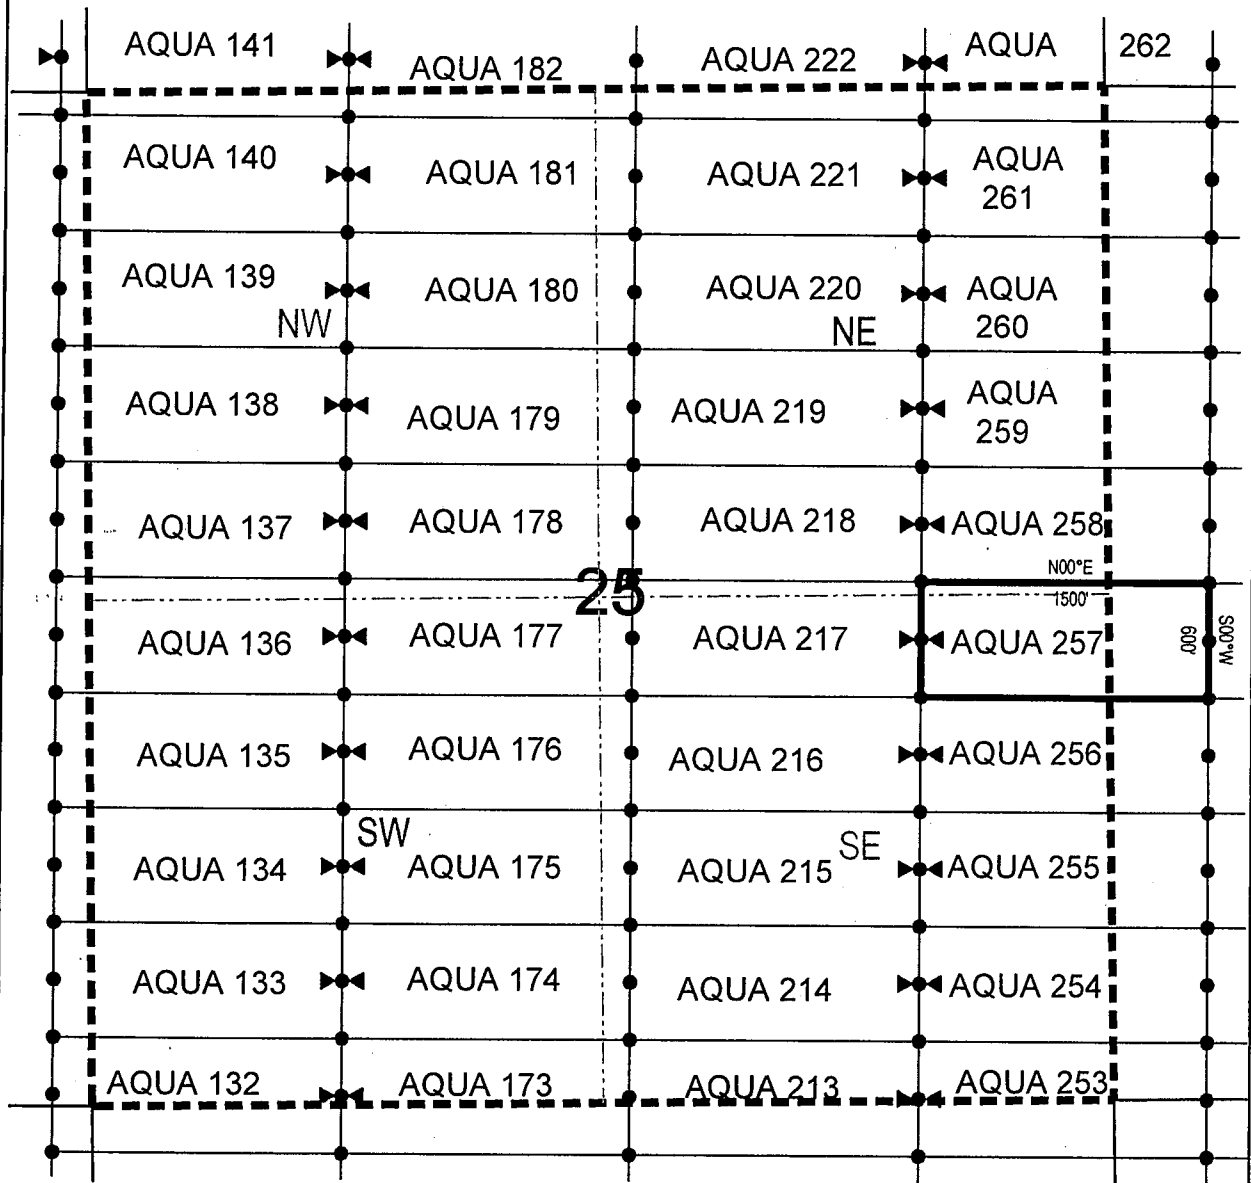 AQUA 141
AQUA 182
AQUA 222
AQUA 262
AQUA 140
AQUA 181
AQUA 221
AQUA
261
AQUA 139
AQUA 180
AQUA 220
AQUA
260
NW
NE
AQUA 138
AQUA 179
AQUA 219
AQUA
259
AQUA 137
AQUA 178
AQUA 218
AQUA 258
N00°E
25
1500'
AQUA 136
AQUA 177
AQUA 217
AQUA 257
600'
S00°W
AQUA 135
AQUA 176
AQUA 216
AQUA 256
SW
SE
AQUA 134
AQUA 175
AQUA 215
AQUA 255
AQUA 133
AQUA 174
AQUA 214
AQUA 254
AQUA 132
AQUA 173
AQUA 213
AQUA 253